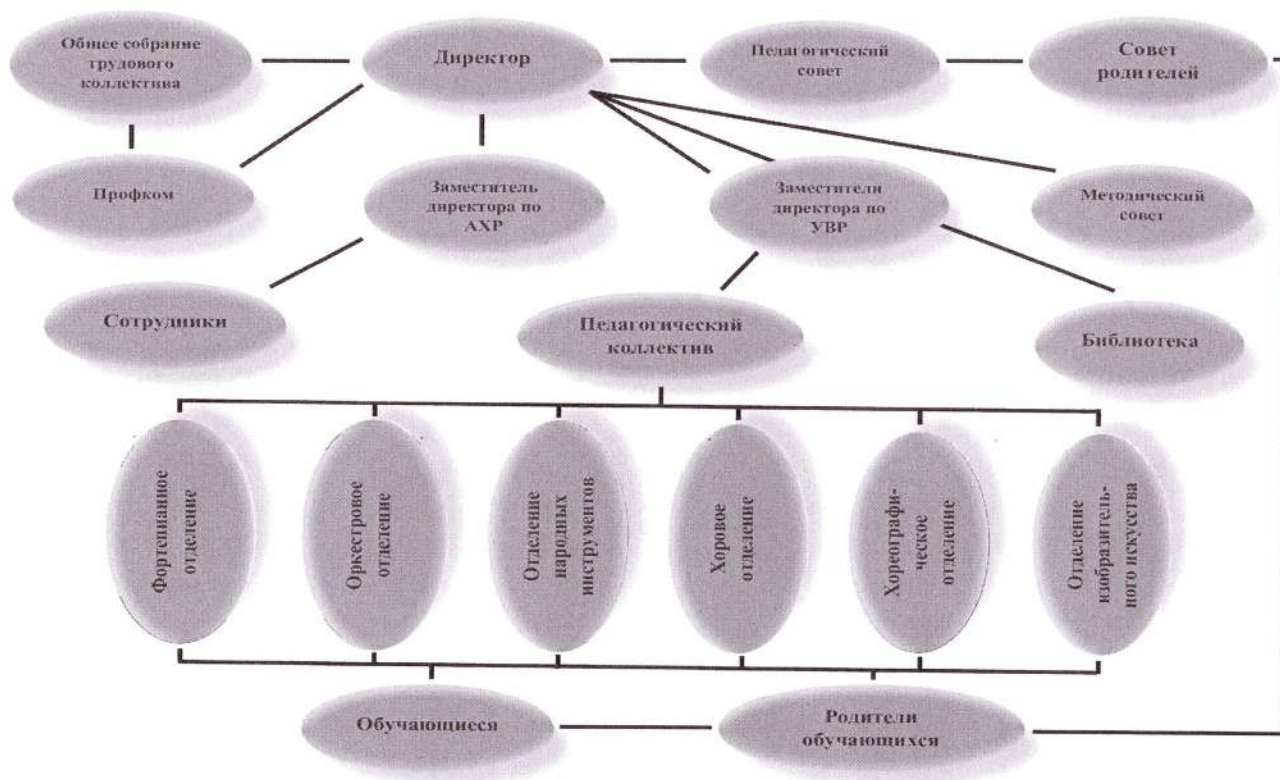 Общее собрание
трудового
коллектива
Директор
Педагогический
совет
Совет
родителей
Профком
Заместитель
директора по
АХР
Заместители
директора по
УВР
Методический
совет
Сотрудники
Педагогический
коллектив
Библиотека
Фортепианное
отделение
Оркестровое
отделение
Отделение
народных
инструментов
Хоровое
отделение
Хореографи-
ческое
отделение
Отделение
изобразитель-
ного искусства
Обучающиеся
Родители
обучающихся